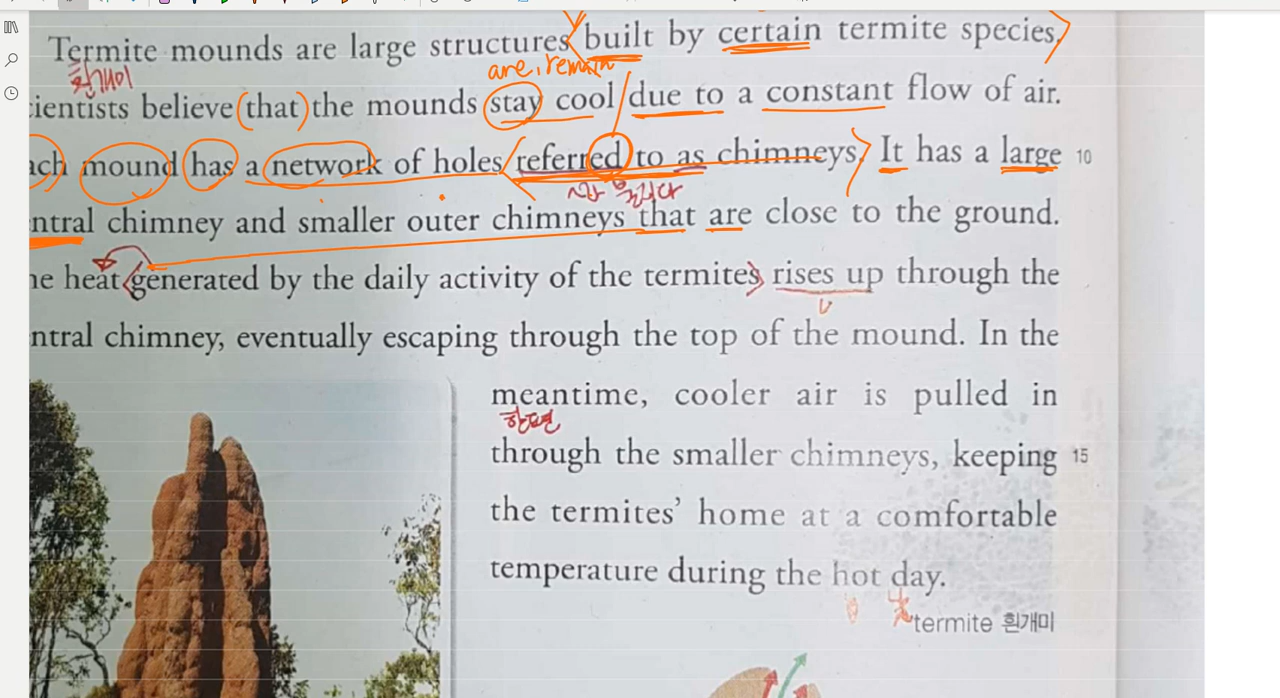 Termite mounds are large structures built by certain termite species.
흰개미
are, remain
cientists believe that the mounds stay cool due to a constant flow of air.
ach mound has a network of holes referred to as chimneys. It has a large 10
ntral chimney and smaller outer chimneys that are close to the ground.
heat generated by the daily activity of the termites rises up through the
v
ntral chimney, eventually escaping through the top of the mound. In the
meantime, cooler air is pulled in
한편
through the smaller chimneys, keeping 15
the termites' home at a comfortable
temperature during the hot day.
낮
*termite 흰개미